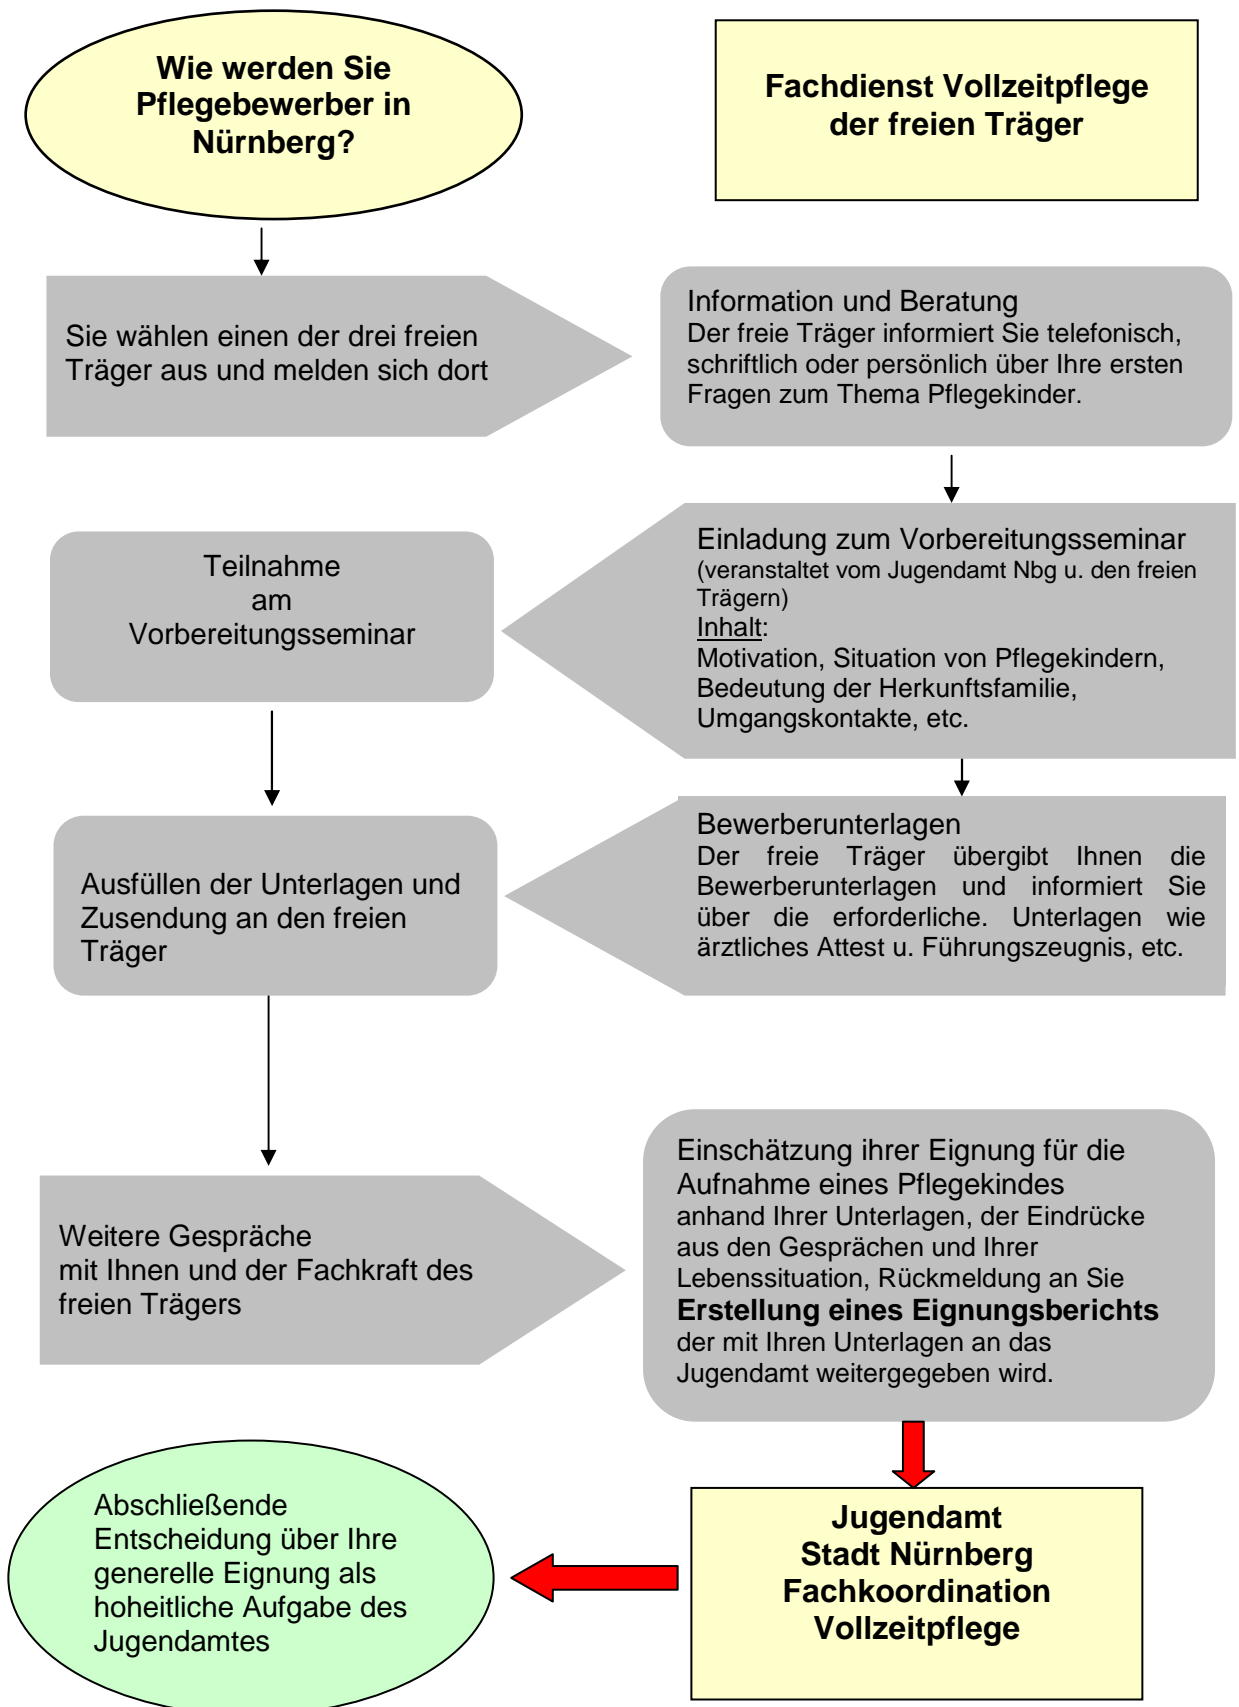 Wie werden Sie
Pflegebewerber in
Nürnberg?
Fachdienst Vollzeitpflege
der freien Träger
Sie wählen einen der drei freien
Träger aus und melden sich dort
Information und Beratung
Der freie Träger informiert Sie telefonisch,
schriftlich oder persönlich über Ihre ersten
Fragen zum Thema Pflegekinder.
Einladung zum Vorbereitungsseminar
(veranstaltet vom Jugendamt Nbg u. den freien
Trägern)
Inhalt:
Motivation, Situation von Pflegekindern,
Bedeutung der Herkunftsfamilie,
Umgangskontakte, etc.
Teilnahme
am
Vorbereitungsseminar
Bewerberunterlagen
Der freie Träger übergibt Ihnen die
Bewerberunterlagen und informiert Sie
über die erforderliche. Unterlagen wie
ärztliches Attest u. Führungszeugnis, etc.
Ausfüllen der Unterlagen und
Zusendung an den freien
Träger
Weitere Gespräche
mit Ihnen und der Fachkraft des
freien Trägers
Einschätzung ihrer Eignung für die
Aufnahme eines Pflegekindes
anhand Ihrer Unterlagen, der Eindrücke
aus den Gesprächen und Ihrer
Lebenssituation, Rückmeldung an Sie
Erstellung eines Eignungsberichts
der mit Ihren Unterlagen an das
Jugendamt weitergegeben wird.
Jugendamt
Stadt Nürnberg
Fachkoordination
Vollzeitpflege
Abschließende
Entscheidung über Ihre
generelle Eignung als
hoheitliche Aufgabe des
Jugendamtes